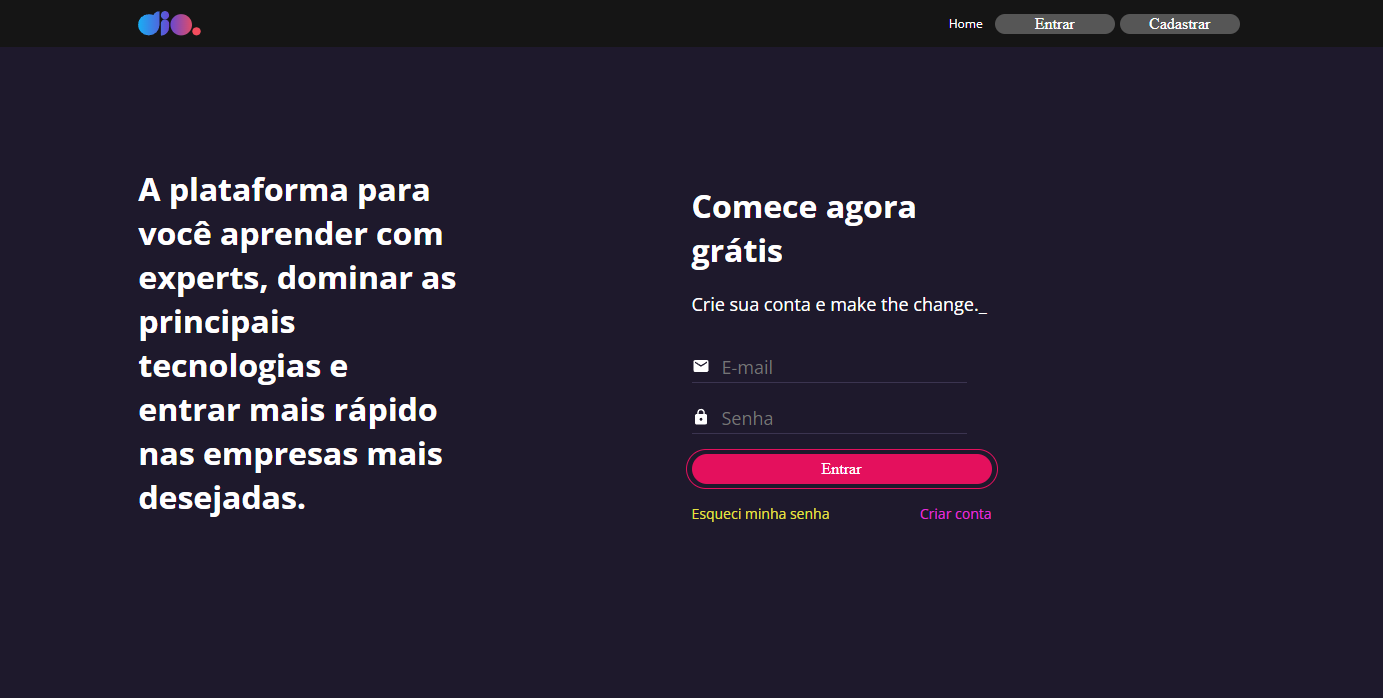 dio.
Home
Entrar
Cadastrar
A plataforma para
você aprender com
experts, dominar as
principais
tecnologias e
entrar mais rápido
nas empresas mais
desejadas.
Comece agora
grátis
Crie sua conta e make the change._
E-mail
Senha
Entrar
Esqueci minha senha
Criar conta